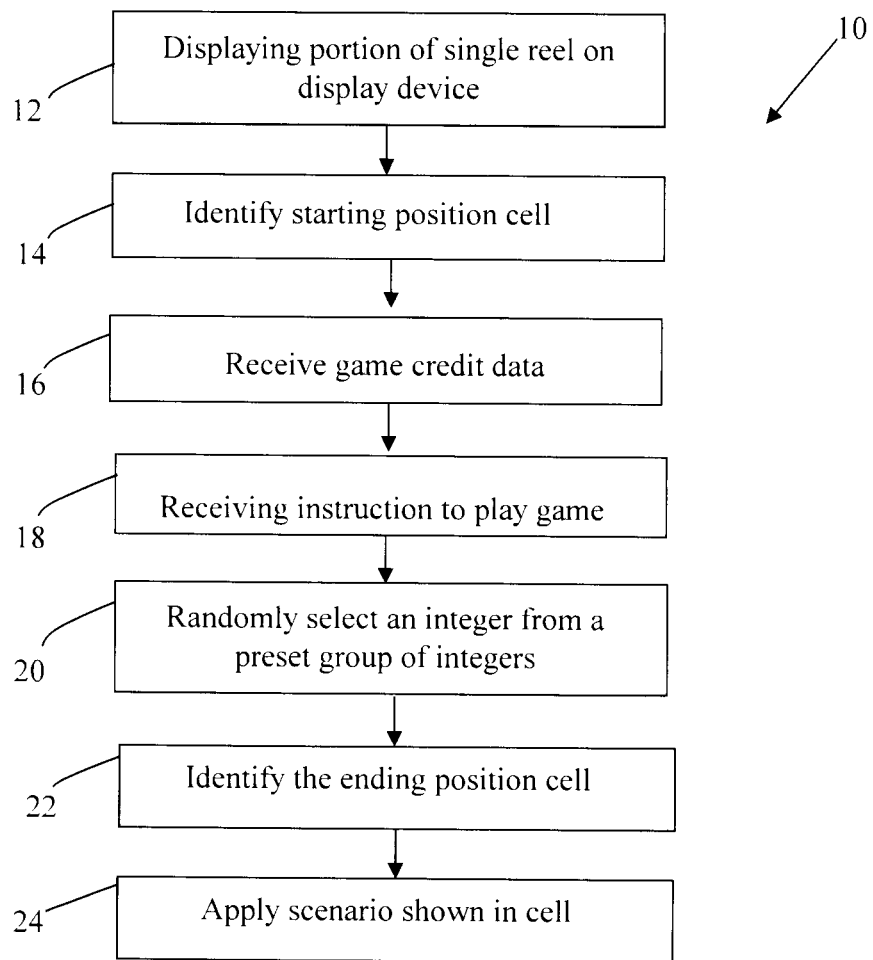 10
Displaying portion of single reel on
display device
12
Identify starting position cell
14
Receive game credit data
16
Receiving instruction to play game
18
Randomly select an integer from a
preset group of integers
20
Identify the ending position cell
22
Apply scenario shown in cell
24